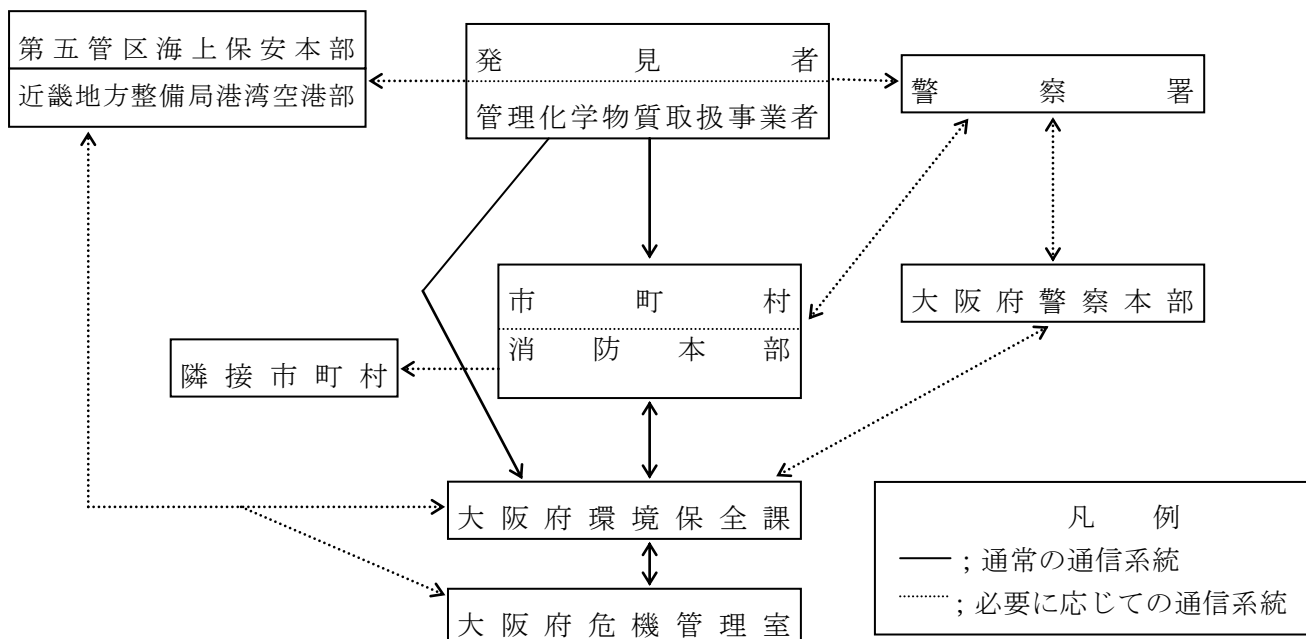 第五管区海上保安本部
近畿地方整備局港湾空港部
発見者
管理化学物質取扱事業者
警察署
市町村
消防本部
大阪府警察本部
隣接市町村
大阪府環境保全課
大阪府危機管理室
凡例
――；通常の通信系統
………；必要に応じての通信系統